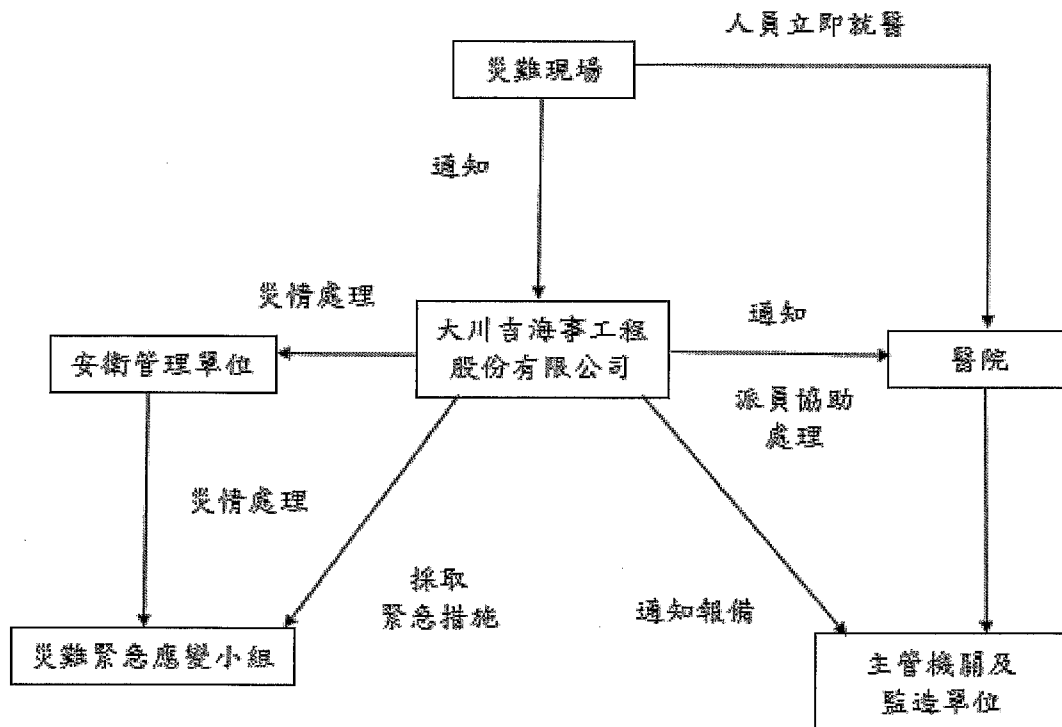 人員立即就醫
災難現場
通知
災情處理
大川吉海事工程
股份有限公司
通知
安衛管理單位
醫院
派員協助
處理
災情處理
採取
緊急措施
通知報備
災難緊急應變小組
主管機關及
監造單位